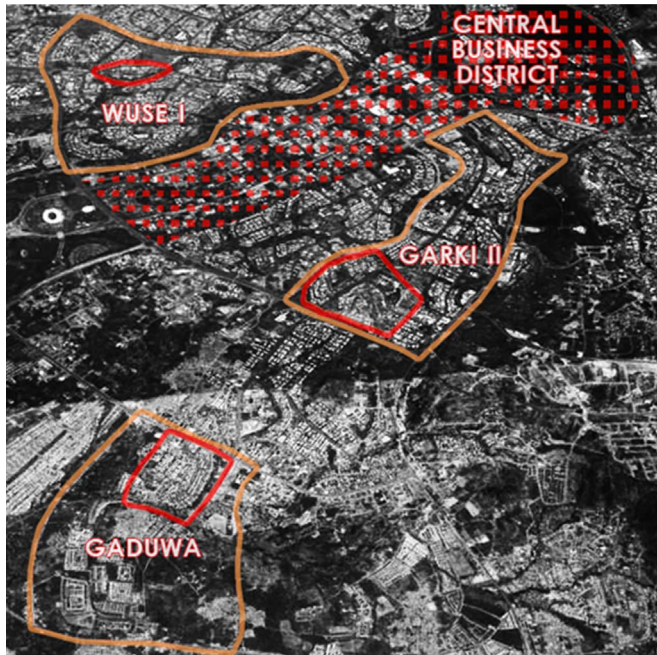 CENTRAL
BUSINESS
DISTRICT
WUSE I
GARKI II
GADUWA